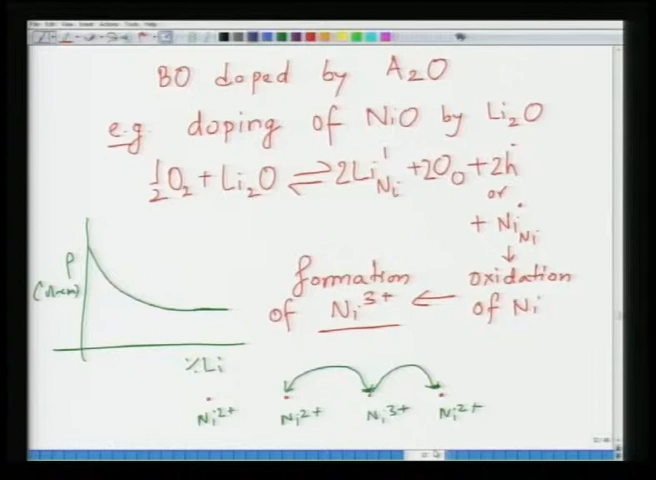 BO doped by A₂O
e.g. doping of NiO by Li₂O
½O₂ + Li₂O ⇌ 2Li'Ni + 2Oo + 2h•
or
+ Ni•Ni
↓
oxidation
of Ni
←
formation
of Ni³⁺
ρ
(Ω-cm)
% Li
Ni²⁺ Ni²⁺ Ni³⁺ Ni²⁺